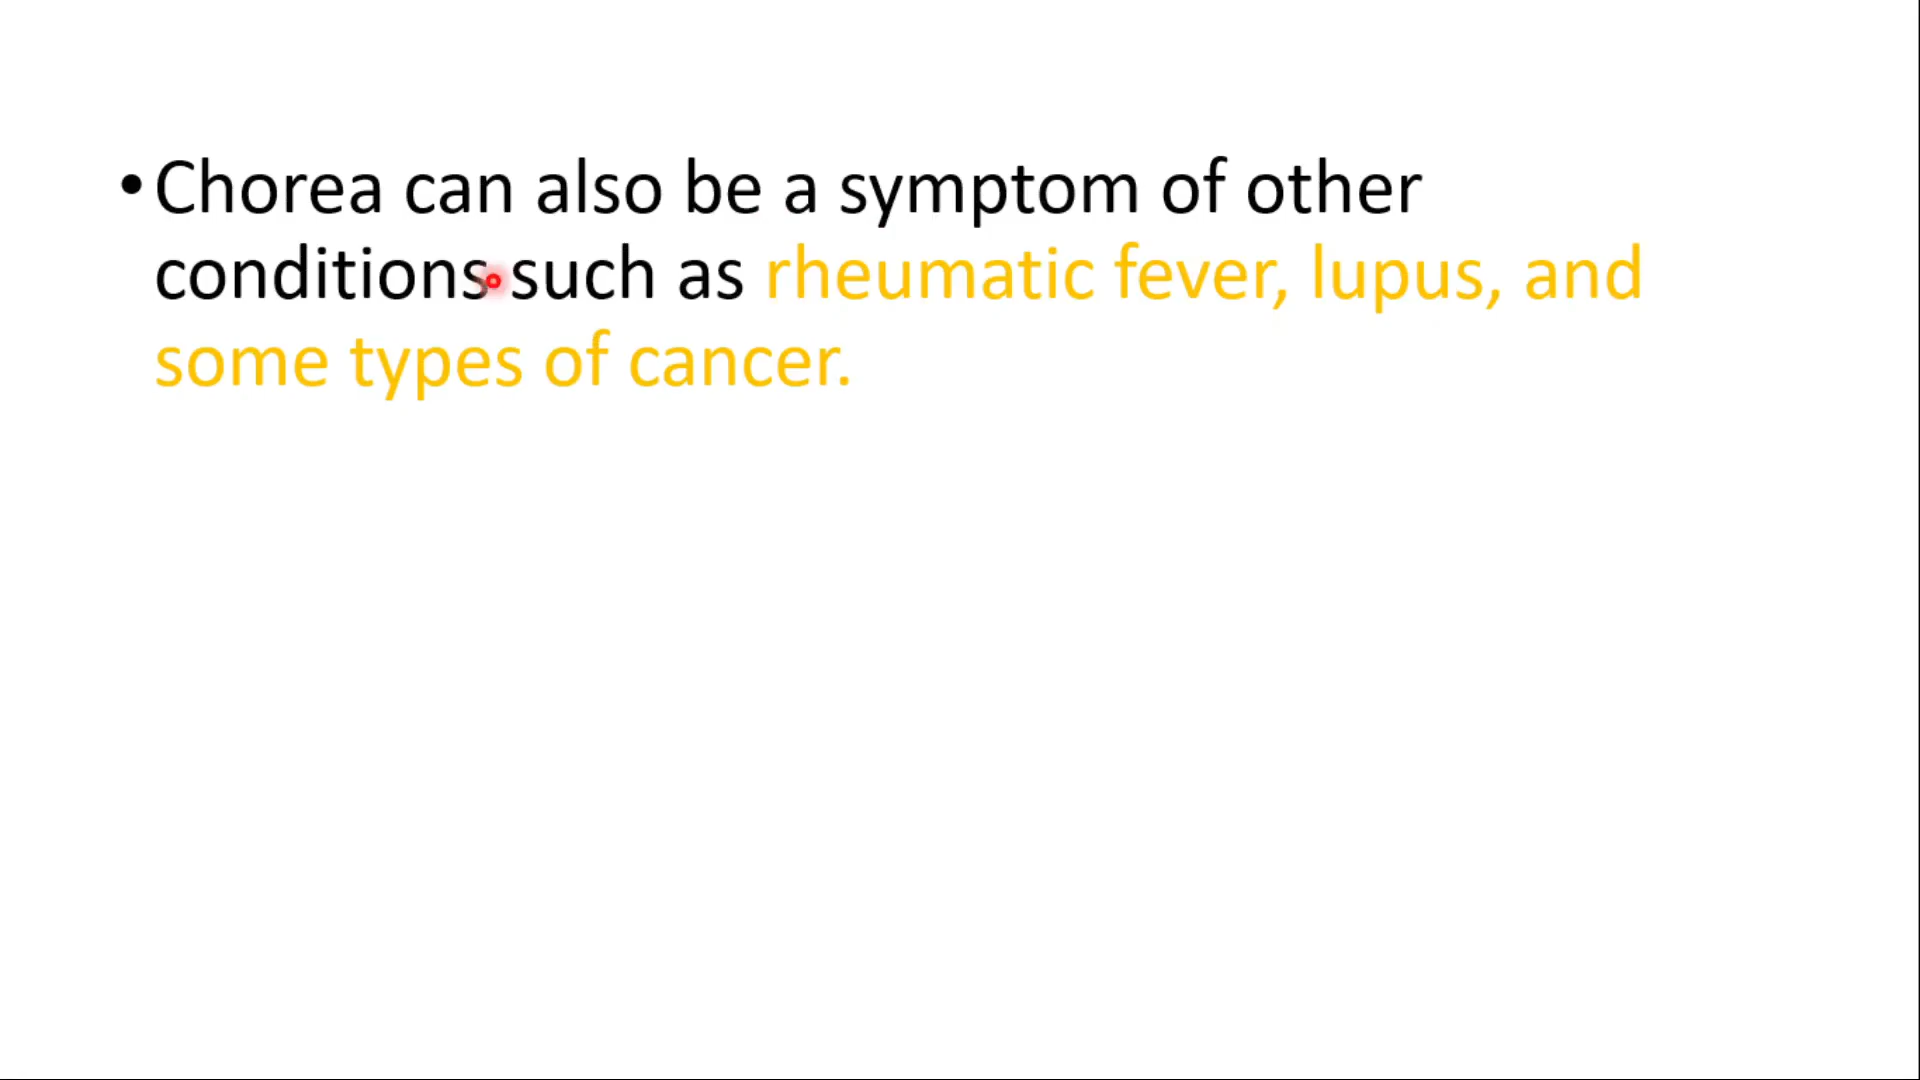 • Chorea can also be a symptom of other
conditions such as rheumatic fever, lupus, and
some types of cancer.